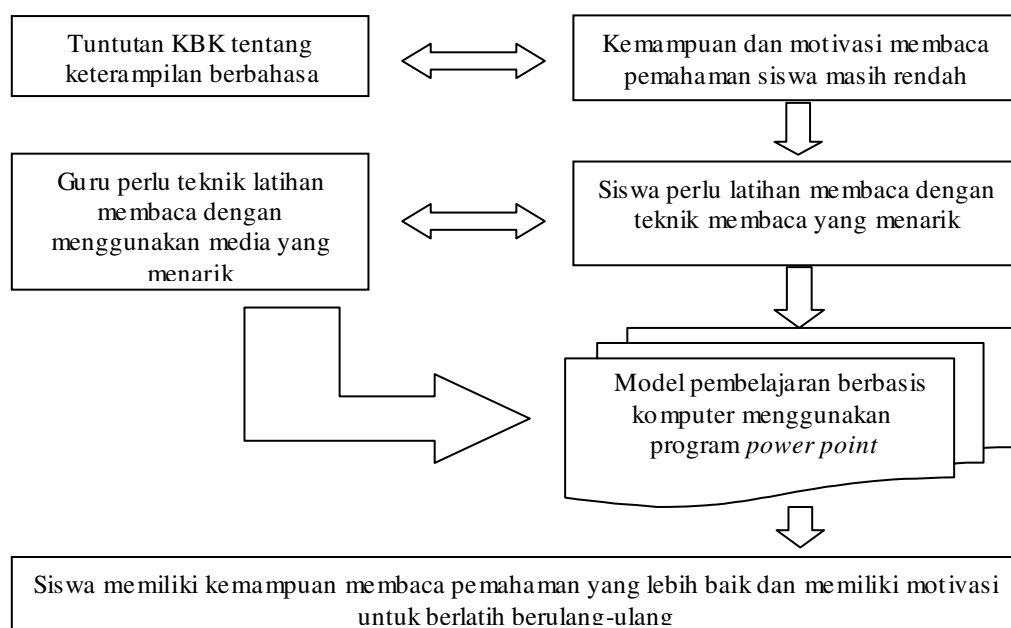 Tuntutan KBK tentang
keterampilan berbahasa
Kemampuan dan motivasi membaca
pemahaman siswa masih rendah
Guru perlu teknik latihan
membaca dengan
menggunakan media yang
menarik
Siswa perlu latihan membaca dengan
teknik membaca yang menarik
Model pembelajaran berbasis
komputer menggunakan
program power point
Siswa memiliki kemampuan membaca pemahaman yang lebih baik dan memiliki motivasi
untuk berlatih berulang-ulang